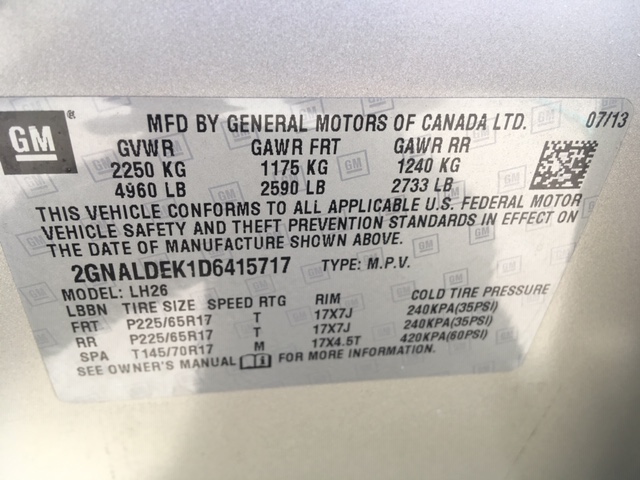 GM ®
MFD BY GENERAL MOTORS OF CANADA LTD. 07/13
GVWR GAWR FRT GAWR RR
2250 KG 1175 KG 1240 KG
4960 LB 2590 LB 2733 LB
THIS VEHICLE CONFORMS TO ALL APPLICABLE U.S. FEDERAL MOTOR
VEHICLE SAFETY AND THEFT PREVENTION STANDARDS IN EFFECT ON
THE DATE OF MANUFACTURE SHOWN ABOVE.
2GNALDEK1D6415717 TYPE: M.P.V.
MODEL: LH26
LBBN TIRE SIZE SPEED RTG RIM COLD TIRE PRESSURE
FRT P225/65R17 T 17X7J 240KPA(35PSI)
RR P225/65R17 T 17X7J 240KPA(35PSI)
SPA T145/70R17 M 17X4.5T 420KPA(60PSI)
SEE OWNER'S MANUAL FOR MORE INFORMATION.